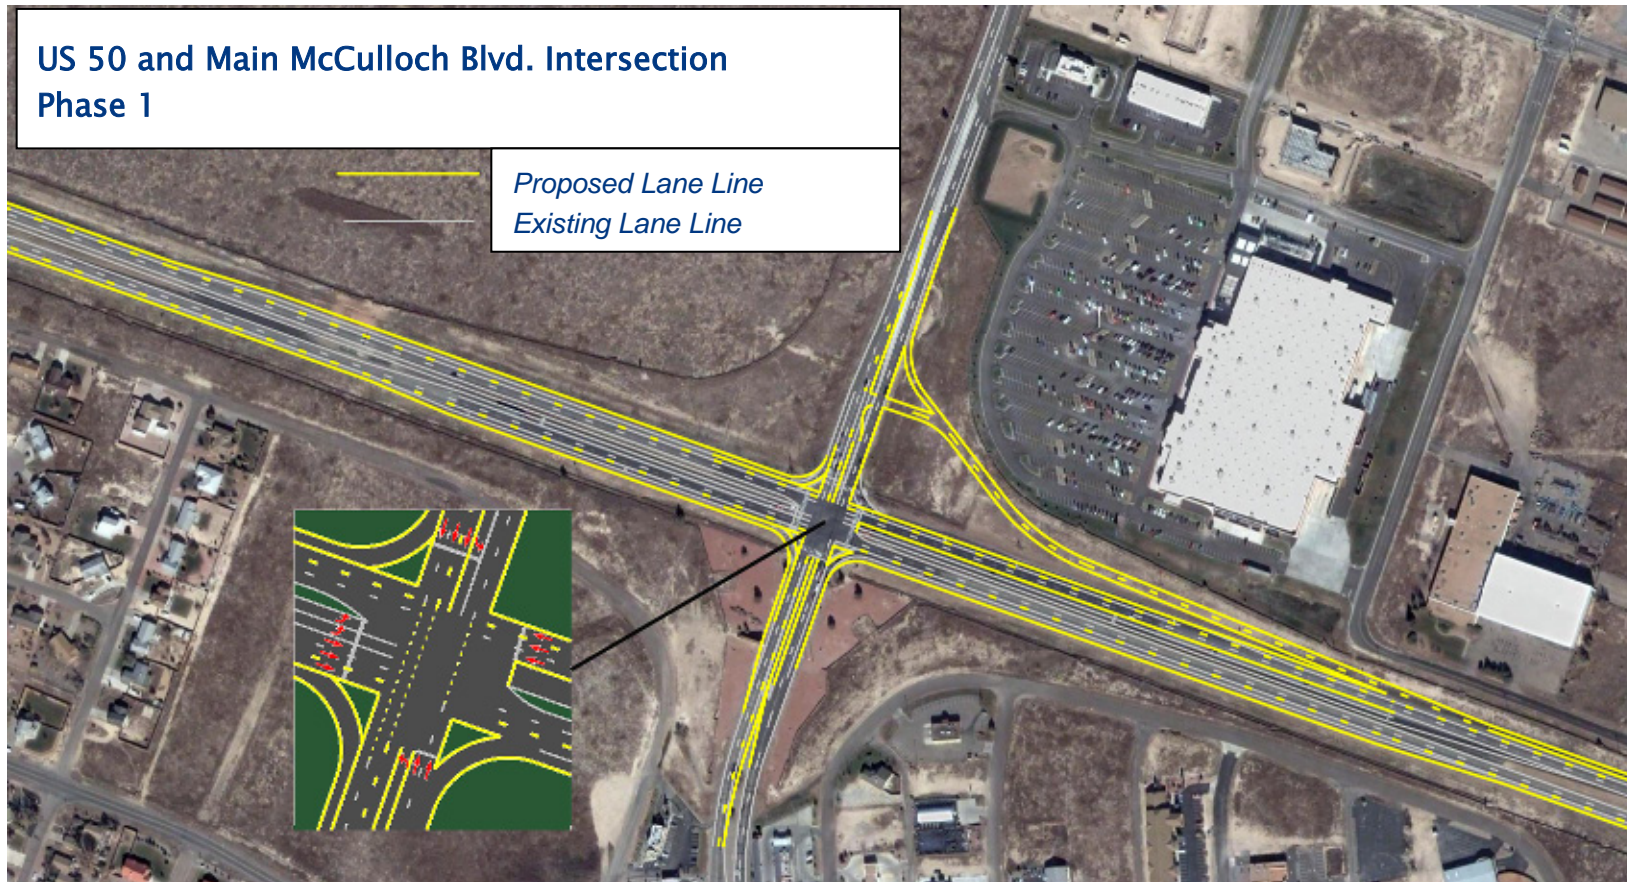 US 50 and Main McCulloch Blvd. Intersection
Phase 1
Proposed Lane Line
Existing Lane Line